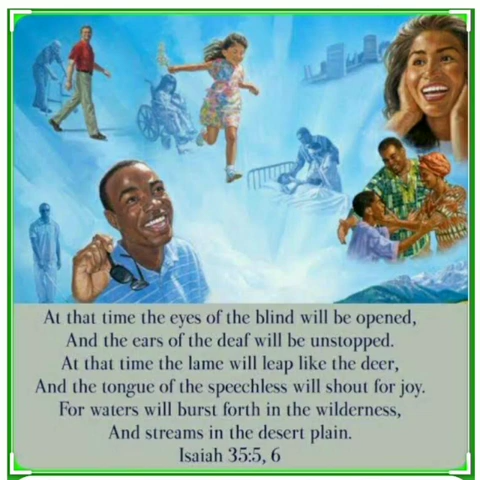 At that time the eyes of the blind will be opened,
And the ears of the deaf will be unstopped.
At that time the lame will leap like the deer,
And the tongue of the speechless will shout for joy.
For waters will burst forth in the wilderness,
And streams in the desert plain.
Isaiah 35:5, 6